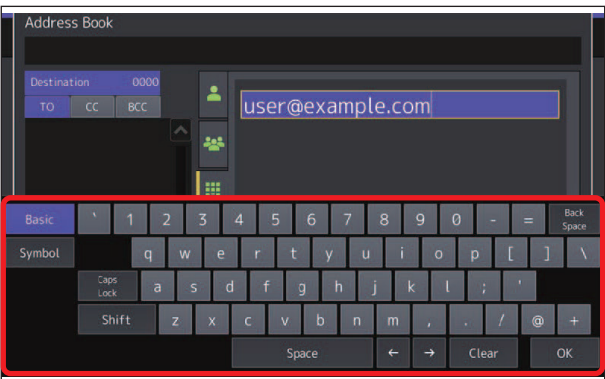 Address Book
Destination 0000
TO CC BCC
user@example.com
Basic ` 1 2 3 4 5 6 7 8 9 0 - = Back Space
Symbol q w e r t y u i o p [ ] \
Caps Lock a s d f g h j k l ; '
Shift z x c v b n m , . / @ +
Space ← → Clear OK